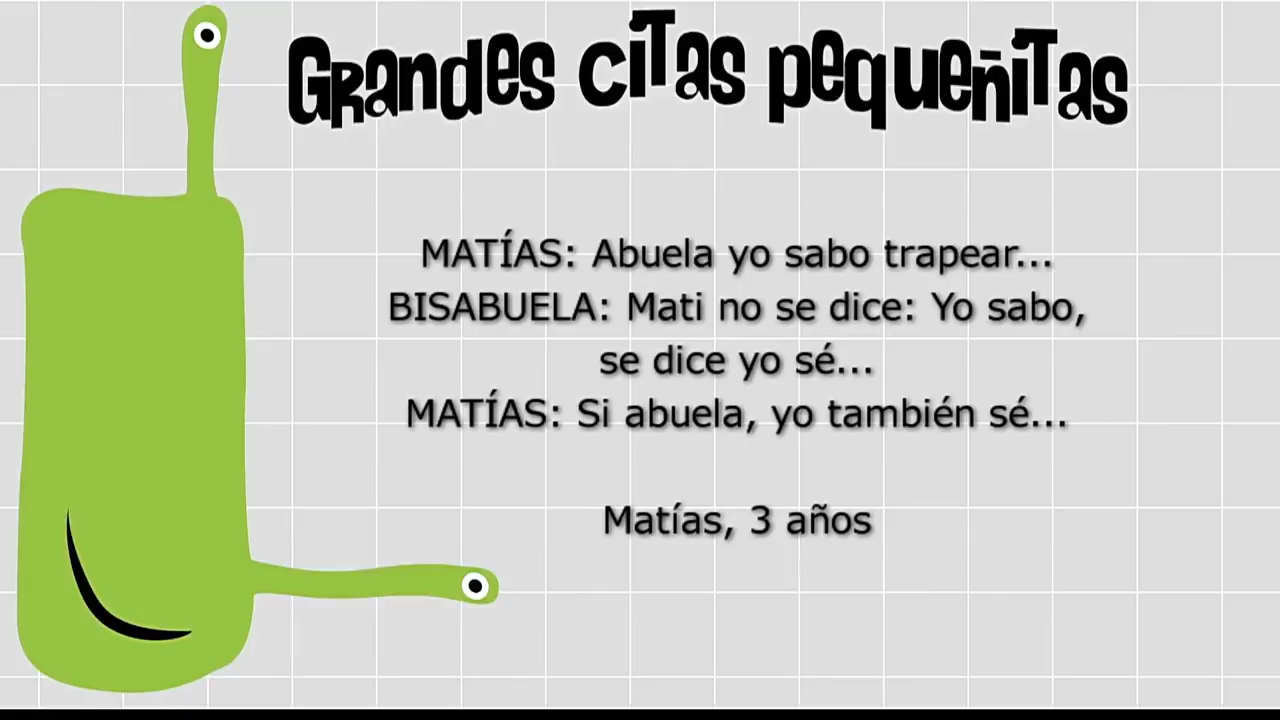 Grandes citas pequeñitas
MATÍAS: Abuela yo sabo trapear...
BISABUELA: Mati no se dice: Yo sabo,
se dice yo sé...
MATÍAS: Si abuela, yo también sé...
Matías, 3 años